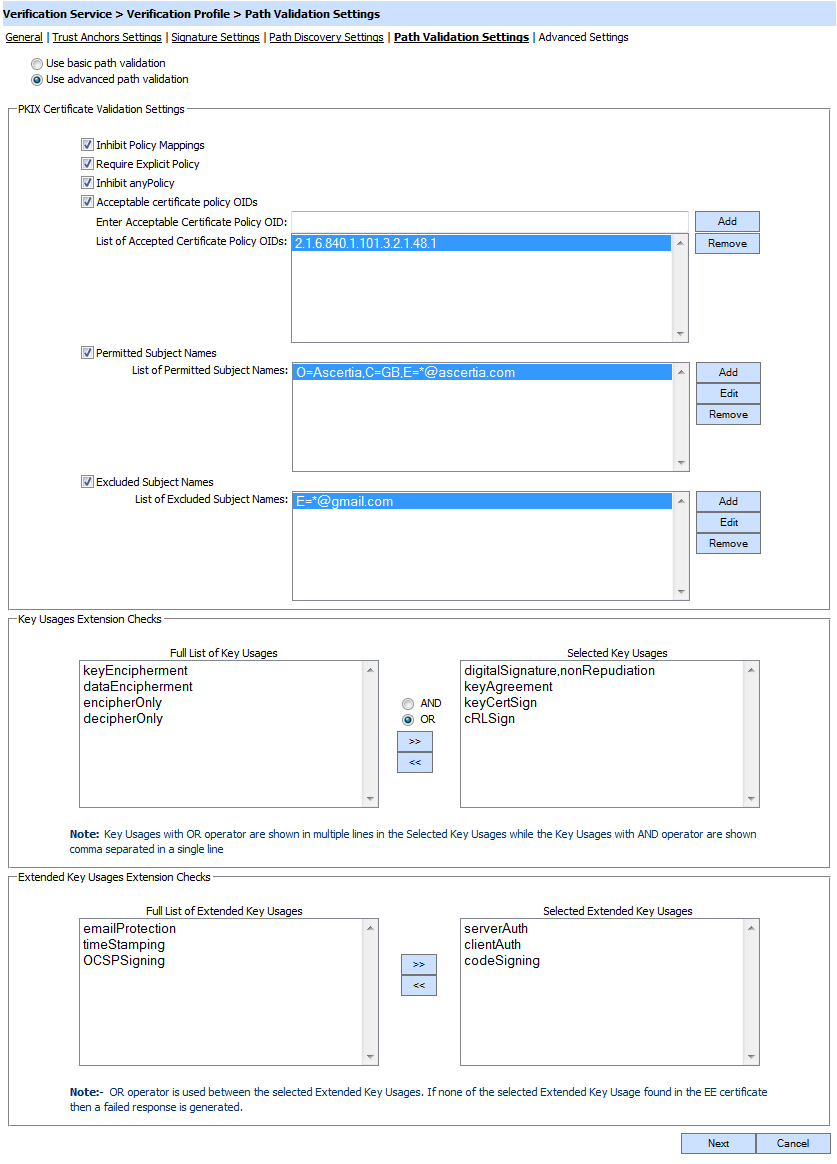 Verification Service > Verification Profile > Path Validation Settings
General | Trust Anchors Settings | Signature Settings | Path Discovery Settings | Path Validation Settings | Advanced Settings
Use basic path validation
Use advanced path validation
PKIX Certificate Validation Settings
Inhibit Policy Mappings
Require Explicit Policy
Inhibit anyPolicy
Acceptable certificate policy OIDs
Enter Acceptable Certificate Policy OID: Add
List of Accepted Certificate Policy OIDs: 2.1.6.840.1.101.3.2.1.48.1 Remove
Permitted Subject Names
List of Permitted Subject Names: O=Ascertia,C=GB,E=*@ascertia.com Add
Edit
Remove
Excluded Subject Names
List of Excluded Subject Names: E=*@gmail.com Add
Edit
Remove
Key Usages Extension Checks
Full List of Key Usages Selected Key Usages
keyEncipherment digitalSignature,nonRepudiation
dataEncipherment keyAgreement
encipherOnly AND keyCertSign
decipherOnly OR cRLSign
>>
<<
Note: Key Usages with OR operator are shown in multiple lines in the Selected Key Usages while the Key Usages with AND operator are shown
comma separated in a single line
Extended Key Usages Extension Checks
Full List of Extended Key Usages Selected Extended Key Usages
emailProtection serverAuth
timeStamping clientAuth
OCSPSigning >> codeSigning
<<
Note:- OR operator is used between the selected Extended Key Usages. If none of the selected Extended Key Usage found in the EE certificate
then a failed response is generated.
Next Cancel